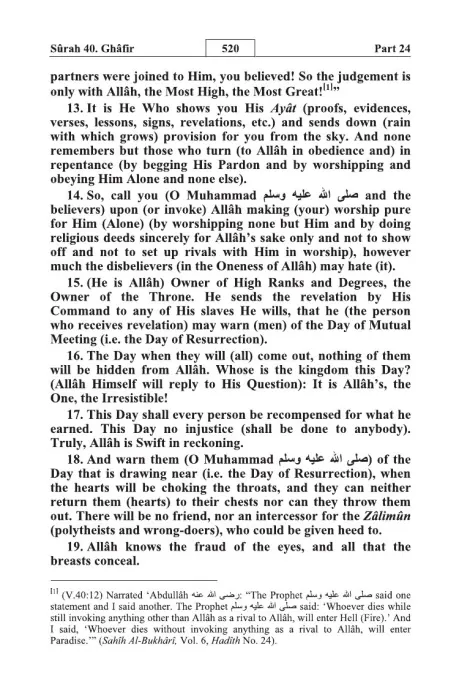 Sûrah 40. Ghâfir 520 Part 24
partners were joined to Him, you believed! So the judgement is
only with Allâh, the Most High, the Most Great![1]”
13. It is He Who shows you His Ayât (proofs, evidences,
verses, lessons, signs, revelations, etc.) and sends down (rain
with which grows) provision for you from the sky. And none
remembers but those who turn (to Allâh in obedience and) in
repentance (by begging His Pardon and by worshipping and
obeying Him Alone and none else).
14. So, call you (O Muhammad صلى الله عليه وسلم and the
believers) upon (or invoke) Allâh making (your) worship pure
for Him (Alone) (by worshipping none but Him and by doing
religious deeds sincerely for Allâh’s sake only and not to show
off and not to set up rivals with Him in worship), however
much the disbelievers (in the Oneness of Allâh) may hate (it).
15. (He is Allâh) Owner of High Ranks and Degrees, the
Owner of the Throne. He sends the revelation by His
Command to any of His slaves He wills, that he (the person
who receives revelation) may warn (men) of the Day of Mutual
Meeting (i.e. the Day of Resurrection).
16. The Day when they will (all) come out, nothing of them
will be hidden from Allâh. Whose is the kingdom this Day?
(Allâh Himself will reply to His Question): It is Allâh’s, the
One, the Irresistible!
17. This Day shall every person be recompensed for what he
earned. This Day no injustice (shall be done to anybody).
Truly, Allâh is Swift in reckoning.
18. And warn them (O Muhammad صلى الله عليه وسلم) of the
Day that is drawing near (i.e. the Day of Resurrection), when
the hearts will be choking the throats, and they can neither
return them (hearts) to their chests nor can they throw them
out. There will be no friend, nor an intercessor for the Zâlimûn
(polytheists and wrong-doers), who could be given heed to.
19. Allâh knows the fraud of the eyes, and all that the
breasts conceal.
[1] (V.40:12) Narrated ‘Abdullâh رضي الله عنه: “The Prophet صلى الله عليه وسلم said one
statement and I said another. The Prophet صلى الله عليه وسلم said: ‘Whoever dies while
still invoking anything other than Allâh as a rival to Allâh, will enter Hell (Fire).’ And
I said, ‘Whoever dies without invoking anything as a rival to Allâh, will enter
Paradise.’” (Sahîh Al-Bukhârî, Vol. 6, Hadîth No. 24).